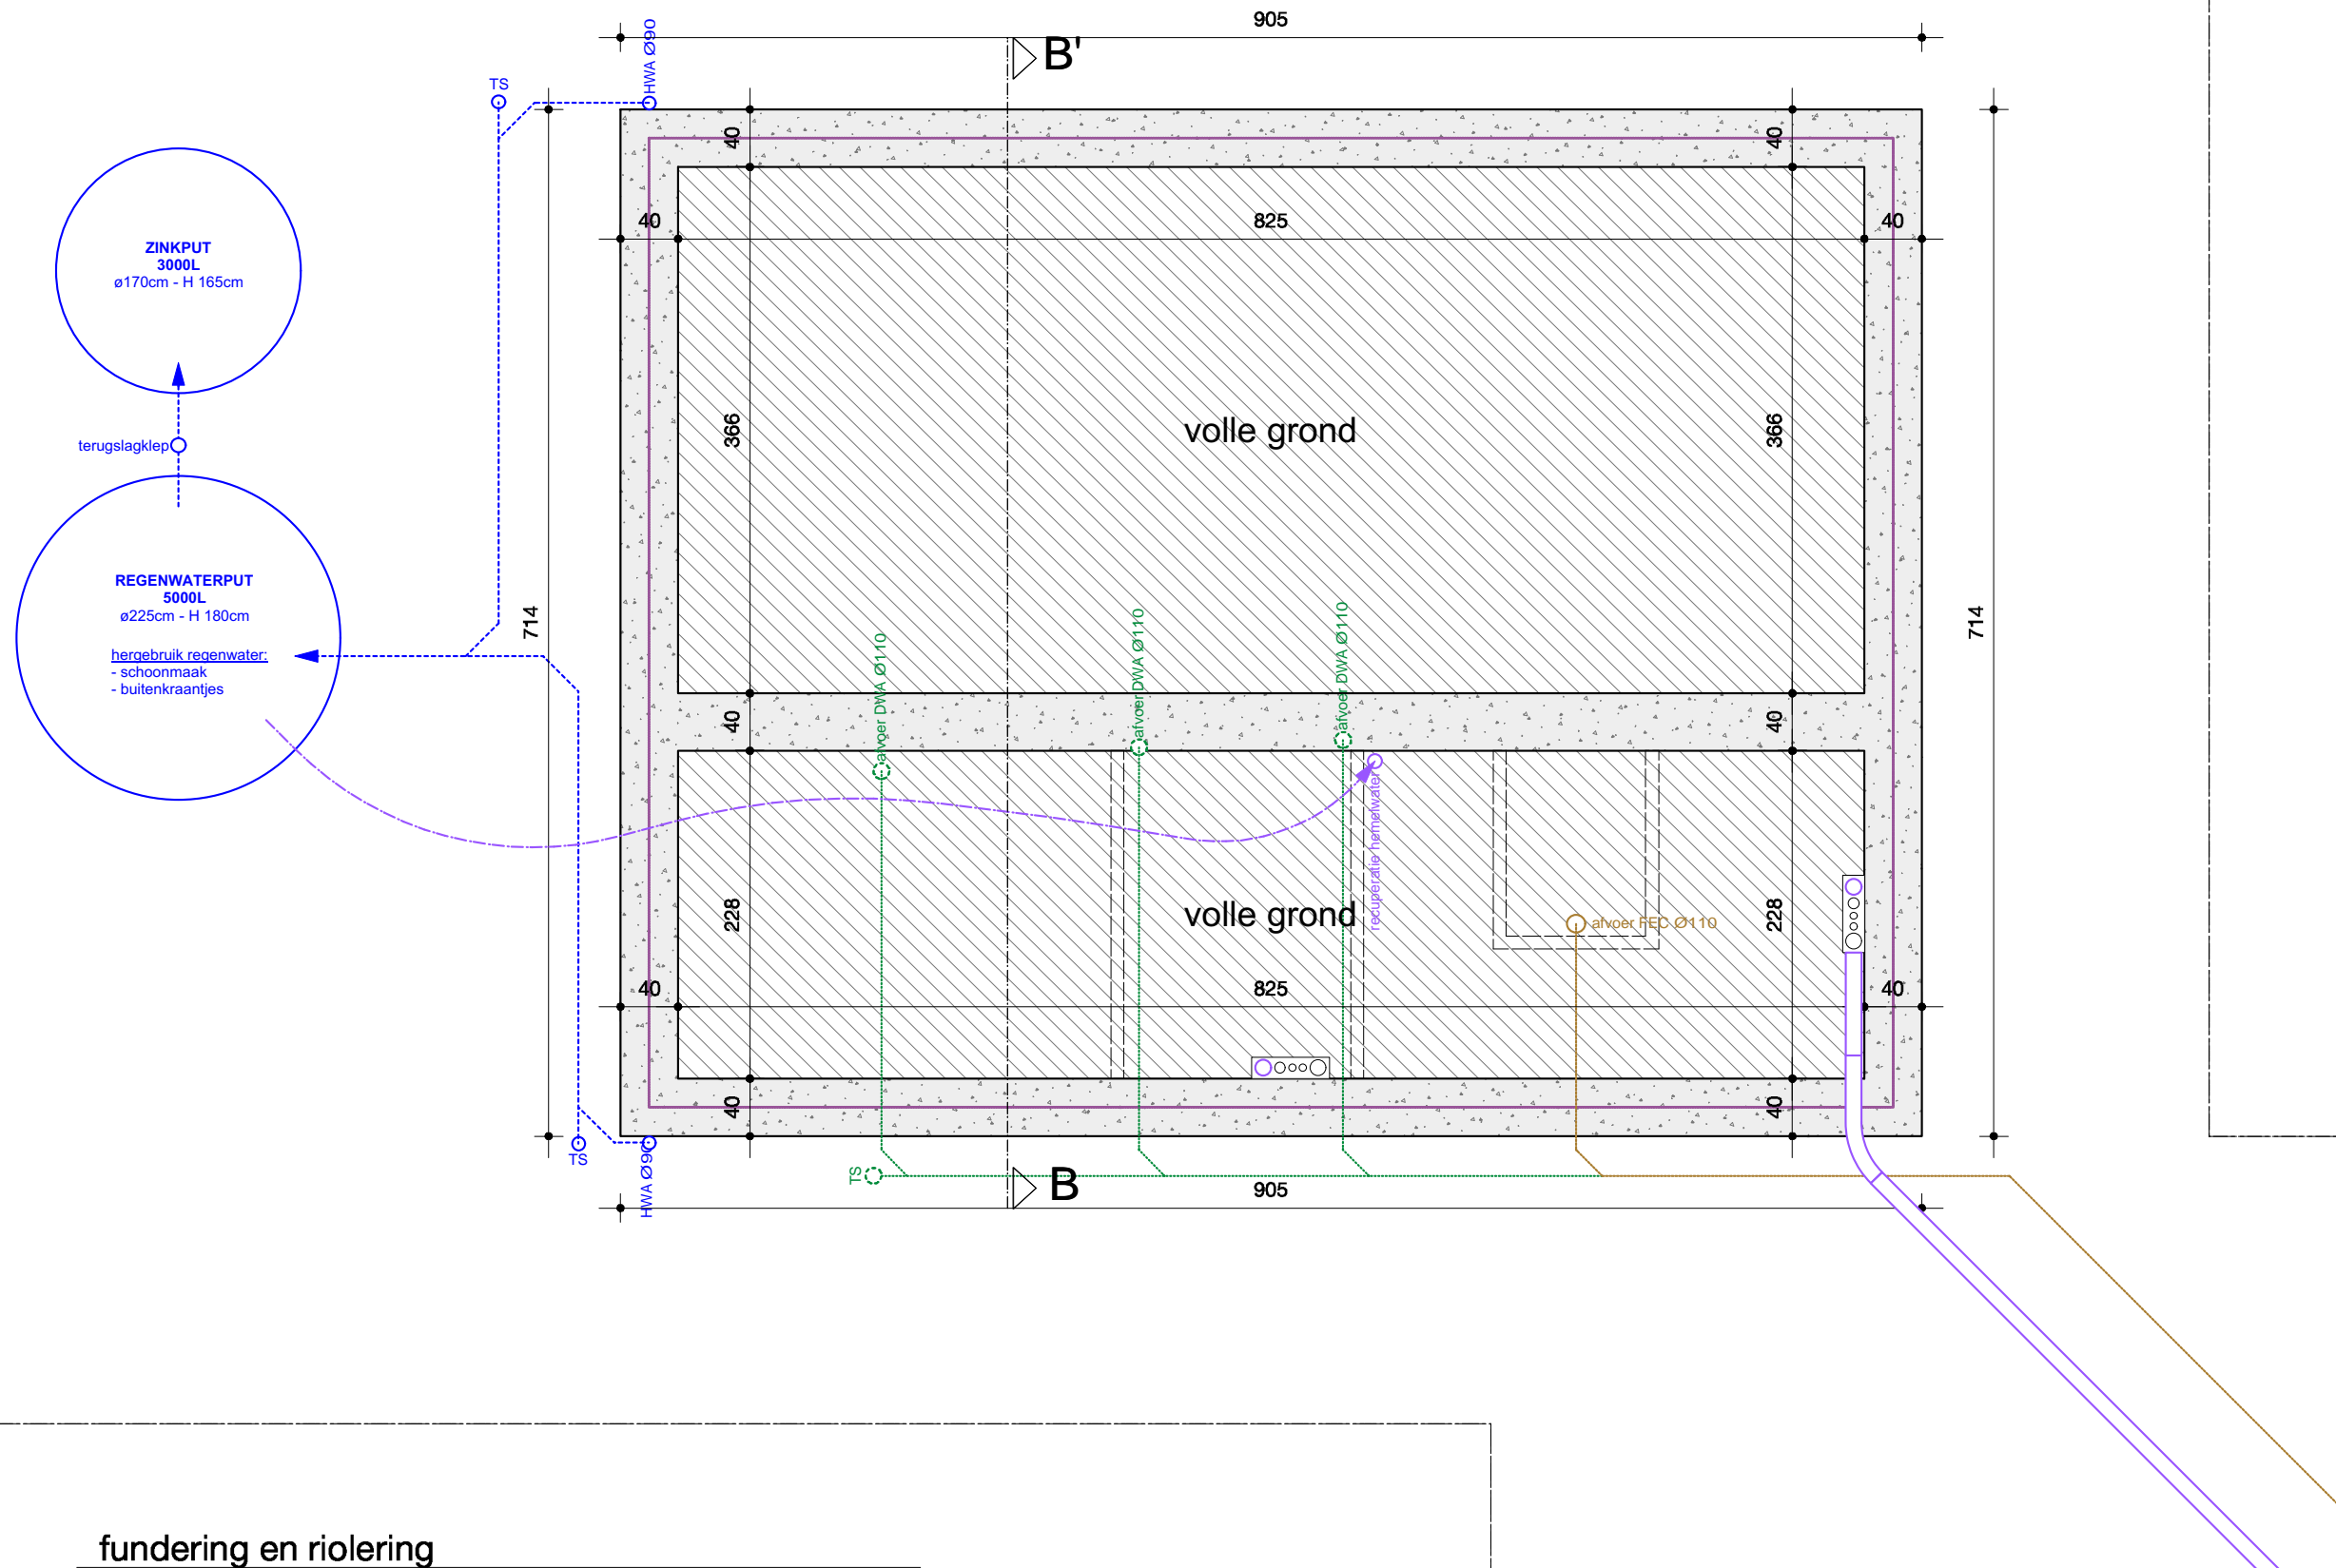 905
B'
HWA Ø90
TS
40
40
ZINKPUT
3000L
ø170cm - H 165cm
40
825
40
terugslagklep
366
volle grond
366
REGENWATERPUT
5000L
ø225cm - H 180cm
hergebruik regenwater:
- schoonmaak
- buitenkraantjes
714
714
afvoer DWA Ø110
afvoer DWA Ø110
afvoer DWA Ø110
40
40
recuperatie hemelwater
228
volle grond
afvoer FEC Ø110
228
40
825
40
40
40
TS
HWA Ø90
TS
B
905
fundering en riolering